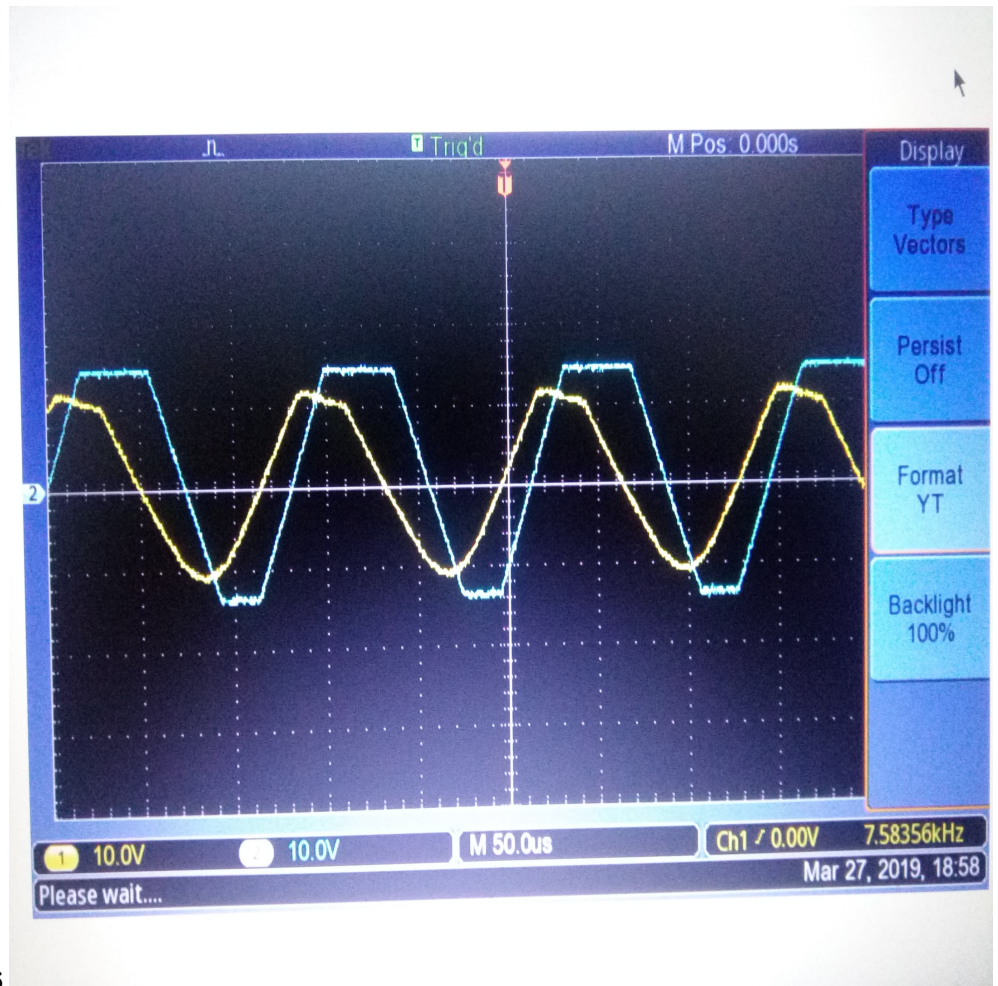 Tek Trig'd M Pos: 0.000s
Display
Type
Vectors
Persist
Off
Format
YT
Backlight
100%
2
1 10.0V 2 10.0V M 50.0us Ch1 0.00V 7.58356kHz
Mar 27, 2019, 18:58
Please wait....